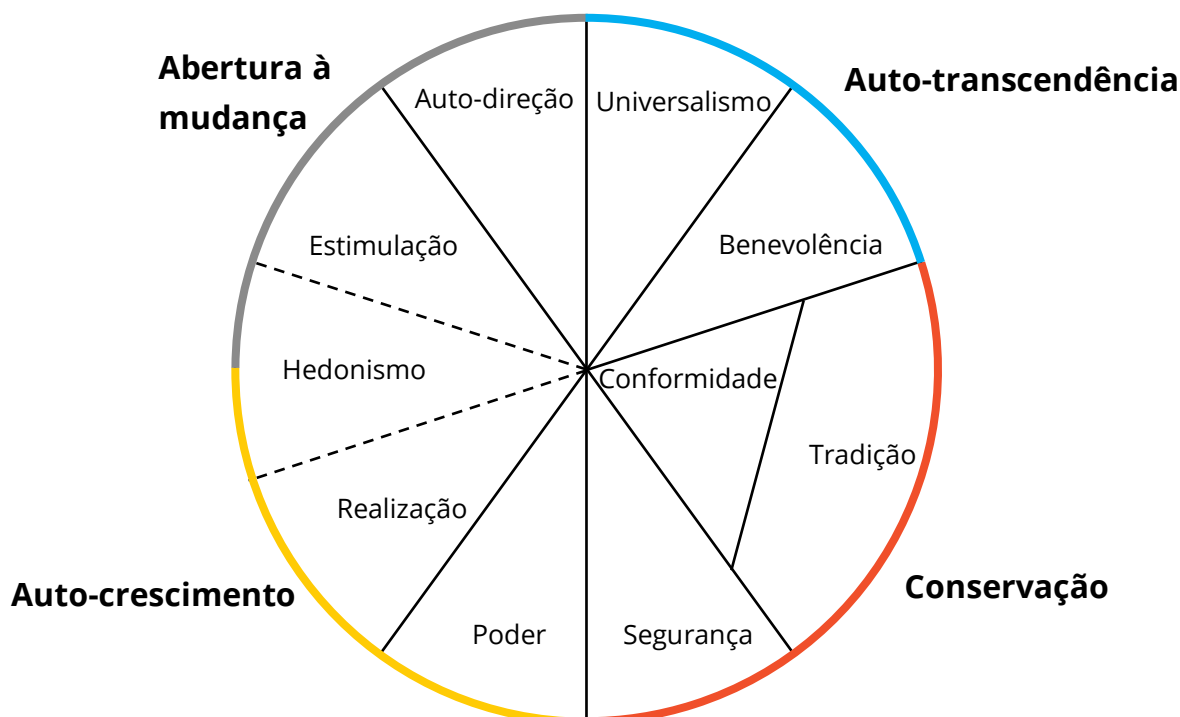 Abertura à
mudança
Auto-transcendência
Auto-direção
Universalismo
Estimulação
Benevolência
Hedonismo
Conformidade
Tradição
Realização
Auto-crescimento
Conservação
Poder
Segurança